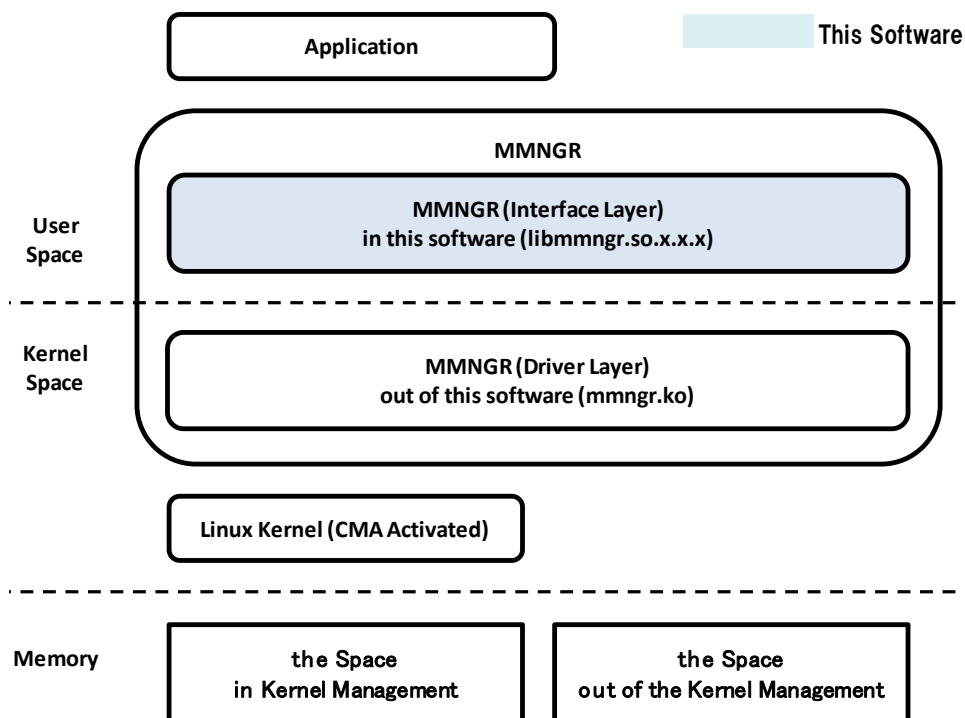 Application
This Software
MMNGR
MMNGR (Interface Layer)
in this software (libmmngr.so.x.x.x)
User
Space
Kernel
Space
MMNGR (Driver Layer)
out of this software (mmngr.ko)
Linux Kernel (CMA Activated)
Memory
the Space
in Kernel Management
the Space
out of the Kernel Management